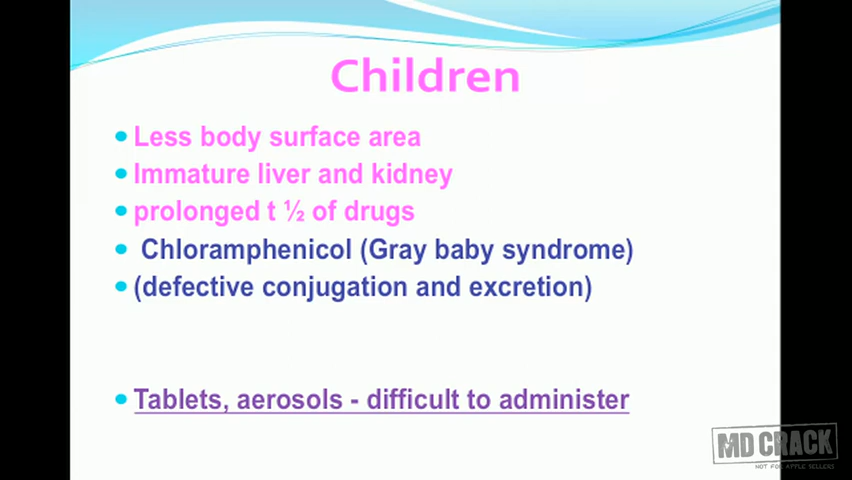 Children
Less body surface area
Immature liver and kidney
prolonged t ½ of drugs
Chloramphenicol (Gray baby syndrome)
(defective conjugation and excretion)
Tablets, aerosols - difficult to administer
MD CRACK
NOT FOR APPLE SELLERS